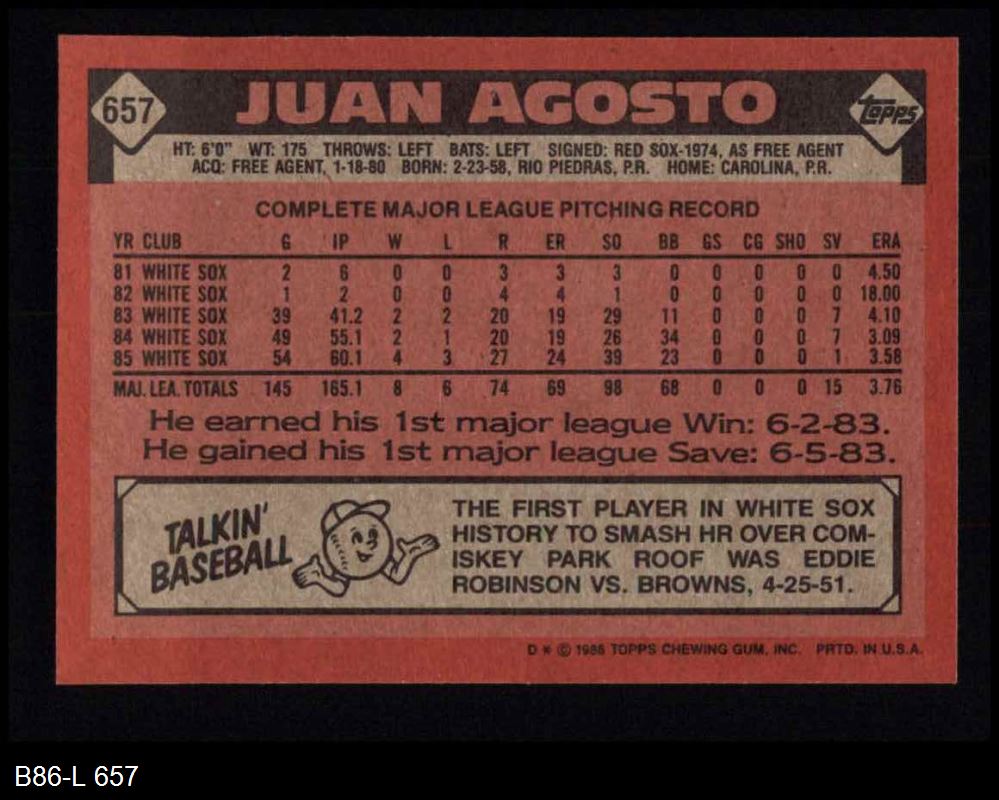 657
JUAN AGOSTO
Topps
HT: 6'0" WT: 175 THROWS: LEFT BATS: LEFT SIGNED: RED SOX-1974, AS FREE AGENT
ACQ: FREE AGENT, 1-18-80 BORN: 2-23-58, RIO PIEDRAS, P.R. HOME: CAROLINA, P.R.
COMPLETE MAJOR LEAGUE PITCHING RECORD
YR CLUB G IP W L R ER SO BB GS CG SHO SV ERA
81 WHITE SOX 2 6 0 0 3 3 3 0 0 0 0 0 4.50
82 WHITE SOX 1 2 0 0 4 4 1 0 0 0 0 0 18.00
83 WHITE SOX 39 41.2 2 2 20 19 29 11 0 0 0 7 4.10
84 WHITE SOX 49 55.1 2 1 20 19 26 34 0 0 0 7 3.09
85 WHITE SOX 54 60.1 4 3 27 24 39 23 0 0 0 1 3.58
MAJ. LEA. TOTALS 145 165.1 8 6 74 69 98 68 0 0 0 15 3.76
He earned his 1st major league Win: 6-2-83.
He gained his 1st major league Save: 6-5-83.
TALKIN'
BASEBALL
THE FIRST PLAYER IN WHITE SOX
HISTORY TO SMASH HR OVER COM-
ISKEY PARK ROOF WAS EDDIE
ROBINSON VS. BROWNS, 4-25-51.
D * © 1986 TOPPS CHEWING GUM, INC. PRTD. IN U.S.A.
B86-L 657